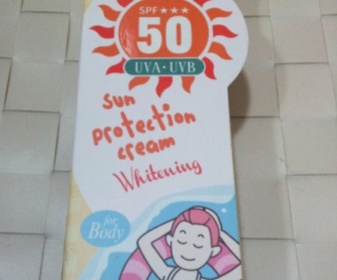 SPF★★★
50
UVA·UVB
sun
protection
cream
Whitening
for
Body